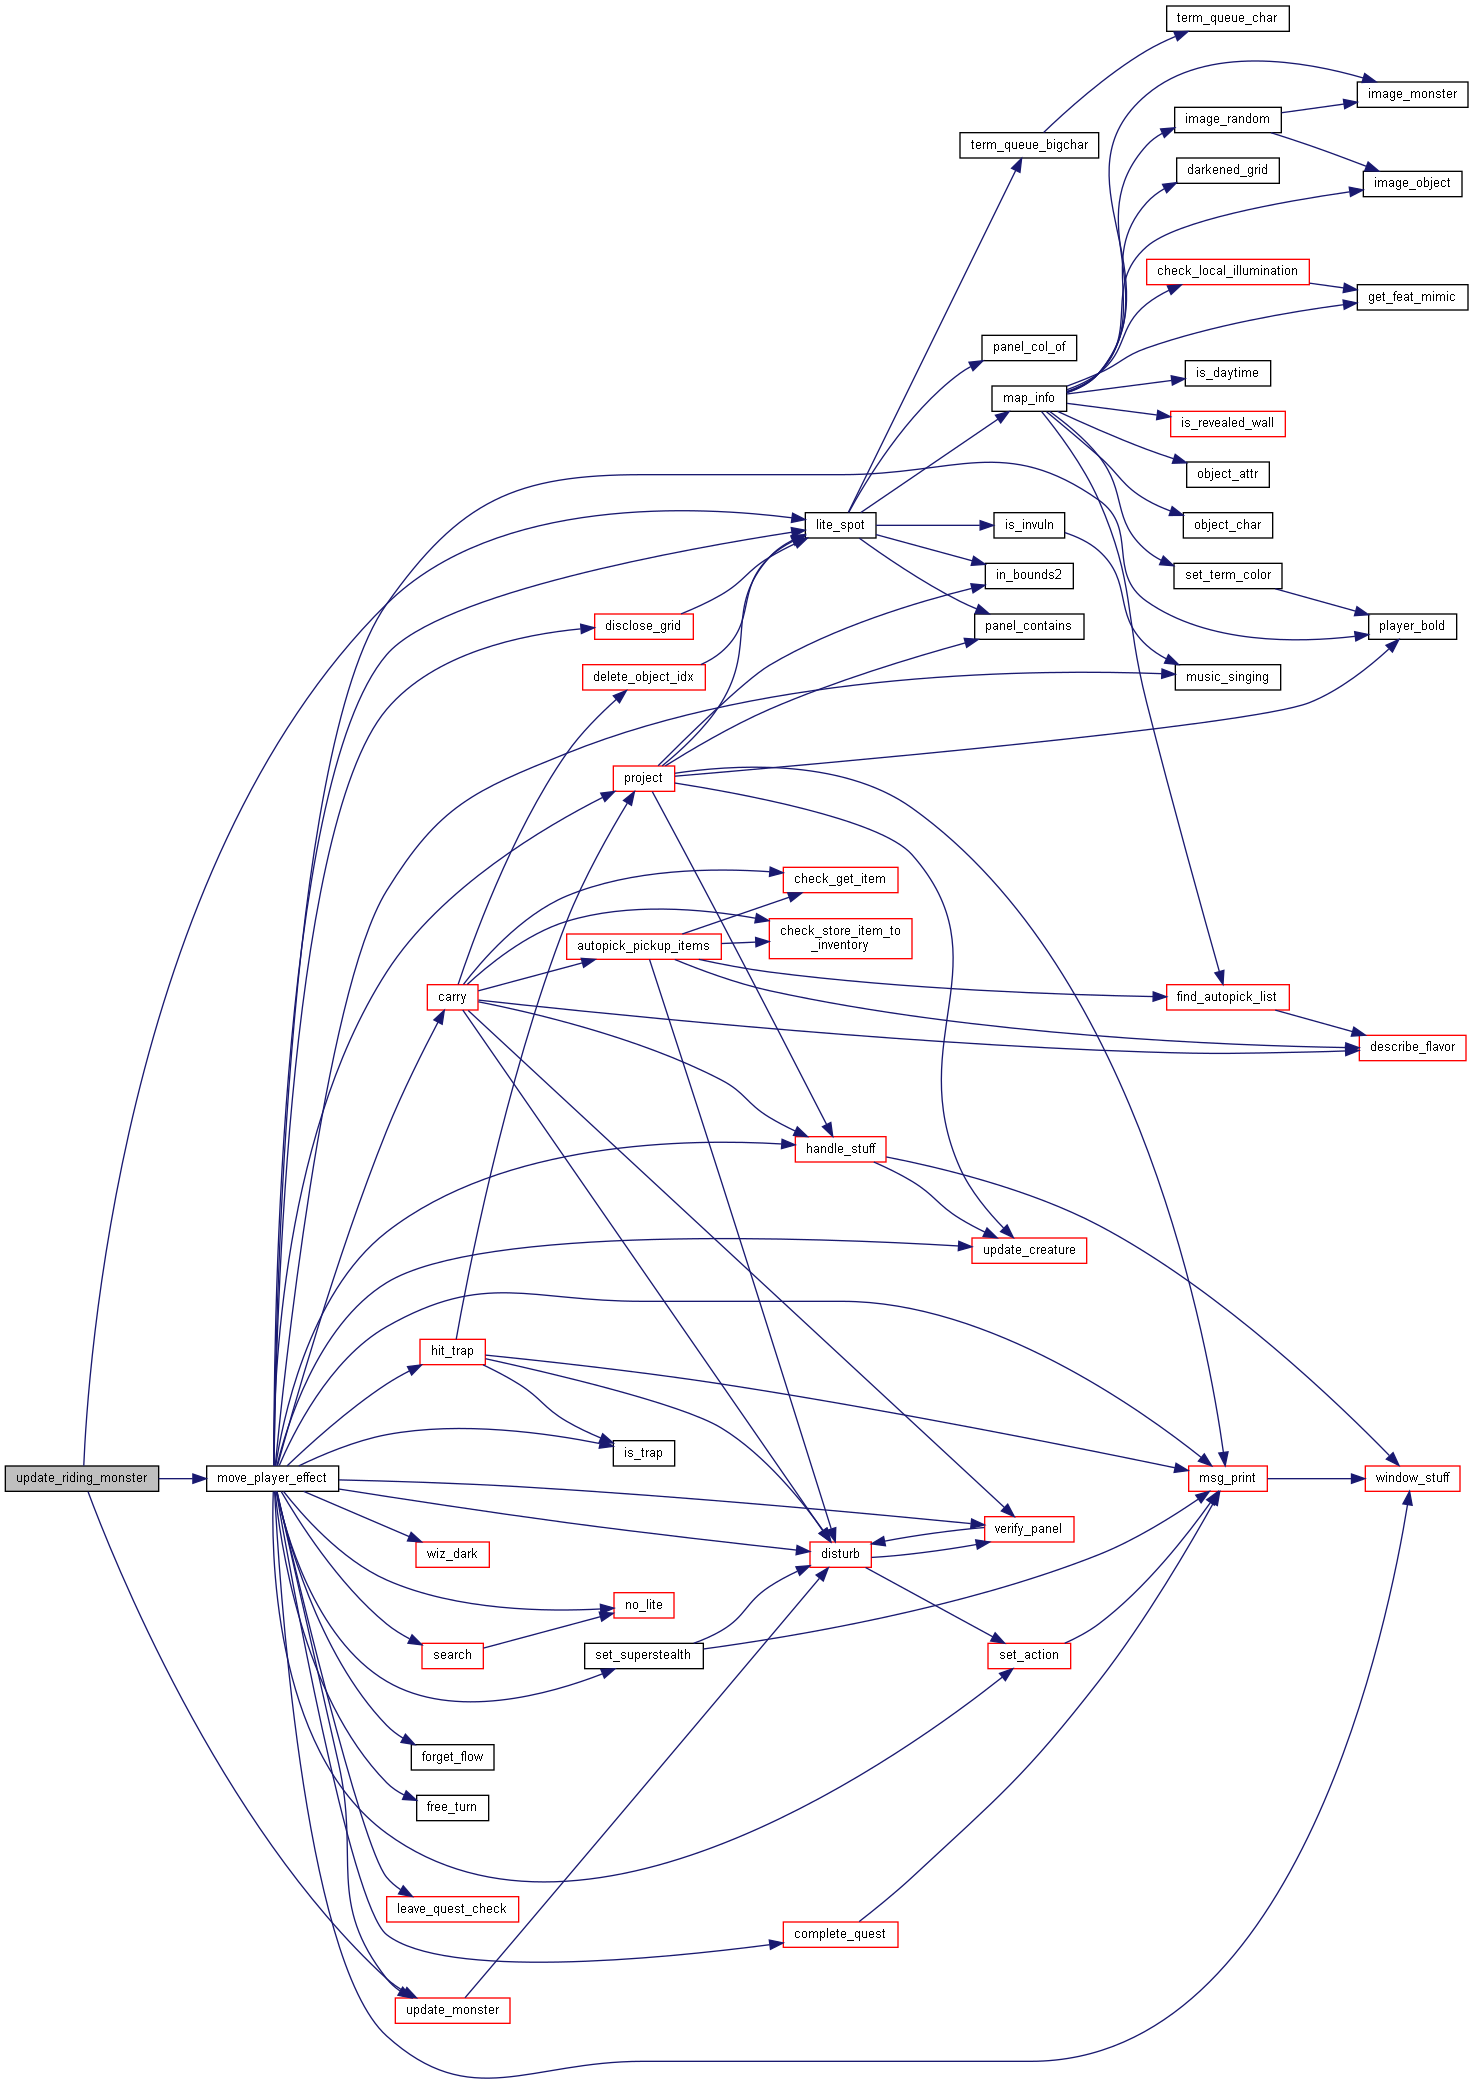 term_queue_char
image_monster
image_random
term_queue_bigchar
darkened_grid
image_object
check_local_illumination
get_feat_mimic
panel_col_of
is_daytime
map_info
is_revealed_wall
object_attr
lite_spot
is_invuln
object_char
in_bounds2
set_term_color
disclose_grid
panel_contains
player_bold
delete_object_idx
music_singing
project
check_get_item
check_store_item_to
_inventory
autopick_pickup_items
carry
find_autopick_list
describe_flavor
handle_stuff
update_creature
hit_trap
is_trap
update_riding_monster
move_player_effect
msg_print
window_stuff
verify_panel
wiz_dark
disturb
no_lite
search
set_superstealth
set_action
forget_flow
free_turn
leave_quest_check
complete_quest
update_monster